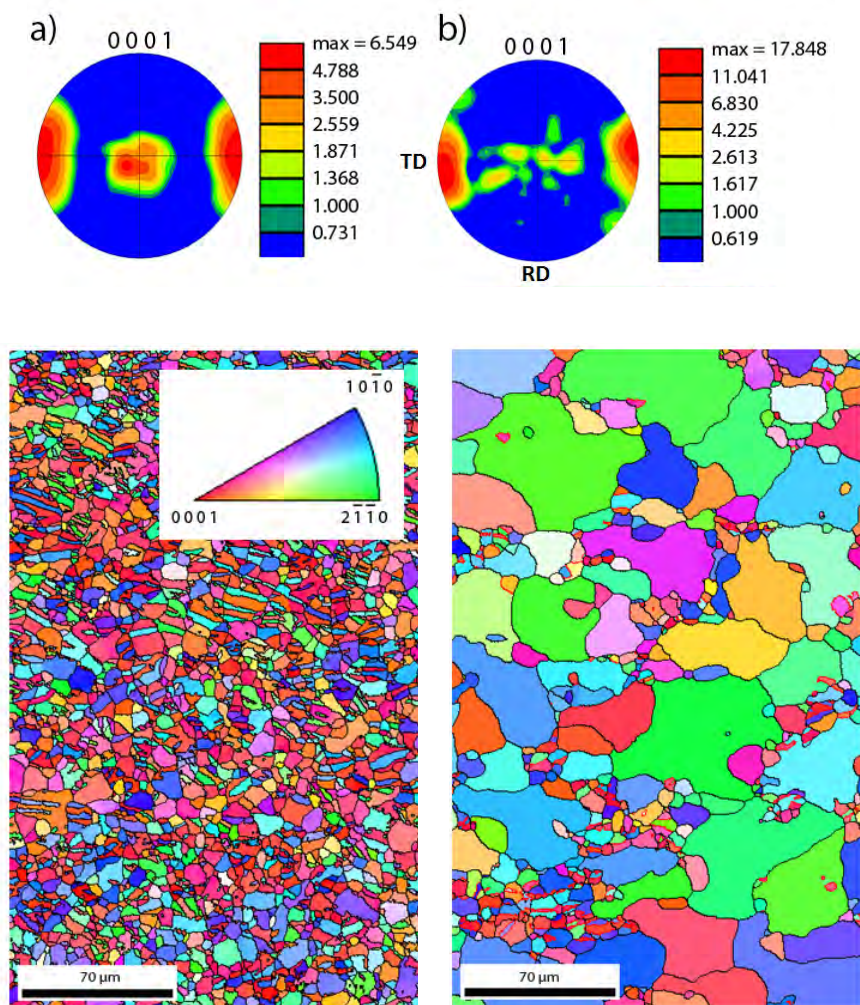 a)
0 0 0 1
max = 6.549
4.788
3.500
2.559
1.871
1.368
1.000
0.731
b)
0 0 0 1
max = 17.848
11.041
6.830
4.225
2.613
1.617
1.000
0.619
TD
RD
1 0 1̅ 0
0 0 0 1
2 1̅ 1̅ 0
70 µm
70 µm